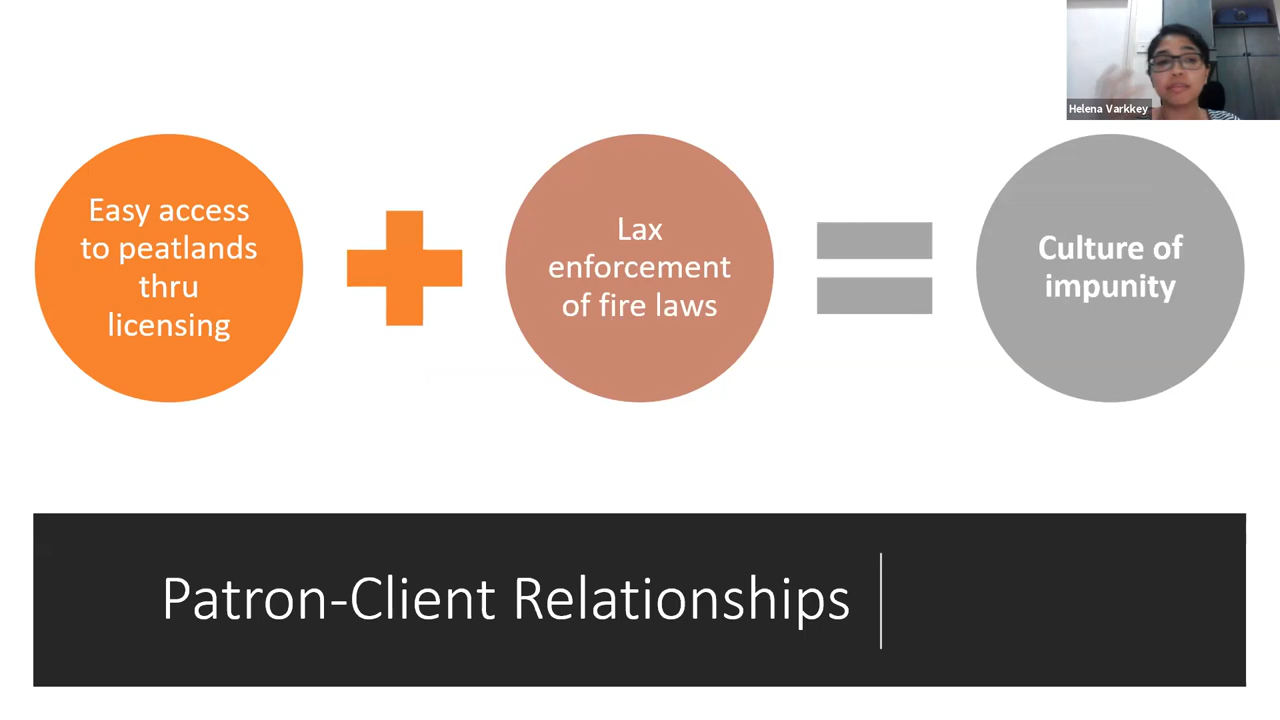 Helena Varkkey
Easy access
to peatlands
thru
licensing
Lax
enforcement
of fire laws
Culture of
impunity
Patron-Client Relationships